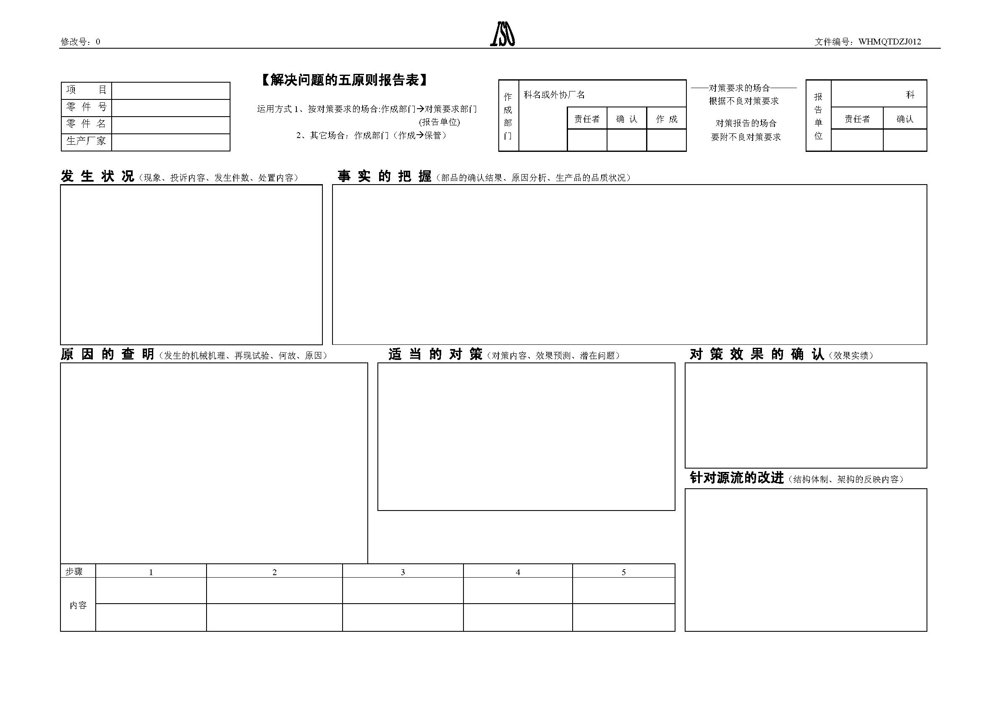 修改号：0
ISO
文件编号：WHMQTDZJ012
【解决问题的五原则报告表】
项 目
零 件 号
零 件 名
生产厂家
运用方式 1、按对策要求的场合:作成部门→对策要求部门
(报告单位)
2、其它场合：作成部门（作成→保管）
作成部门
科名或外协厂名
责任者 确 认 作 成
——对策要求的场合———
根据不良对策要求
对策报告的场合
要附不良对策要求
报告单位
科
责任者 确认
发 生 状 况（现象、投诉内容、发生件数、处置内容）
事 实 的 把 握（部品的确认结果、原因分析、生产品的品质状况）
原 因 的 查 明（发生的机械机理、再现试验、何故、原因）
适 当 的 对 策（对策内容、效果预测、潜在问题）
对 策 效 果 的 确 认（效果实绩）
针对源流的改进（结构体制、架构的反映内容）
步骤 1 2 3 4 5
内容